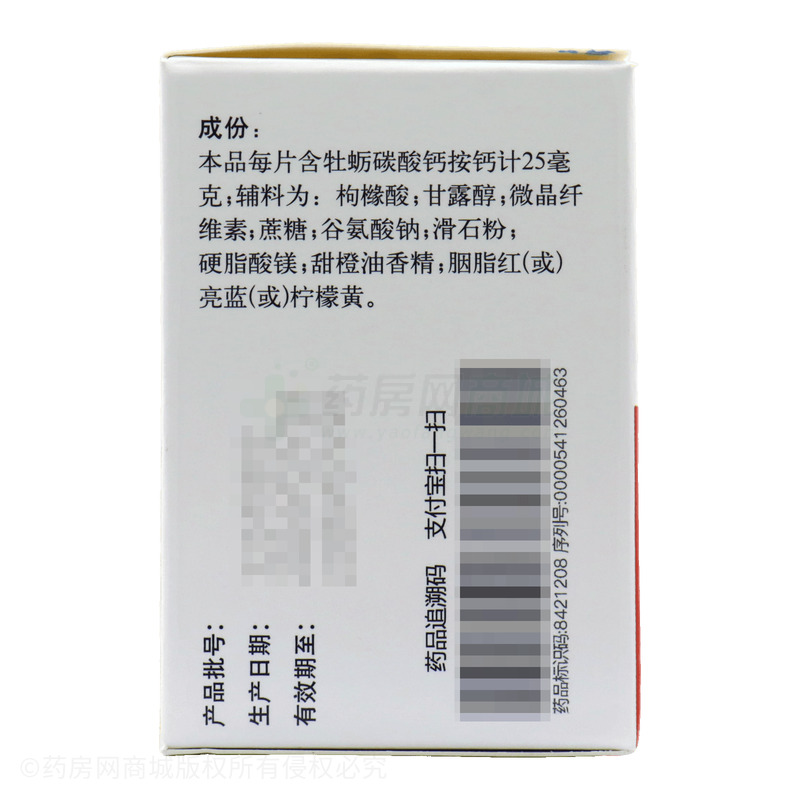 成份：
本品每片含牡蛎碳酸钙按钙计25毫
克;辅料为：枸橼酸;甘露醇;微晶纤
维素;蔗糖;谷氨酸钠;滑石粉;
硬脂酸镁;甜橙油香精;胭脂红(或)
亮蓝(或)柠檬黄。
药房网商城
产品批号：
生产日期：
有效期至：
药品追溯码 支付宝扫一扫
药品标识码:8421208 序列号:0000541260463
©药房网商城版权所有侵权必究